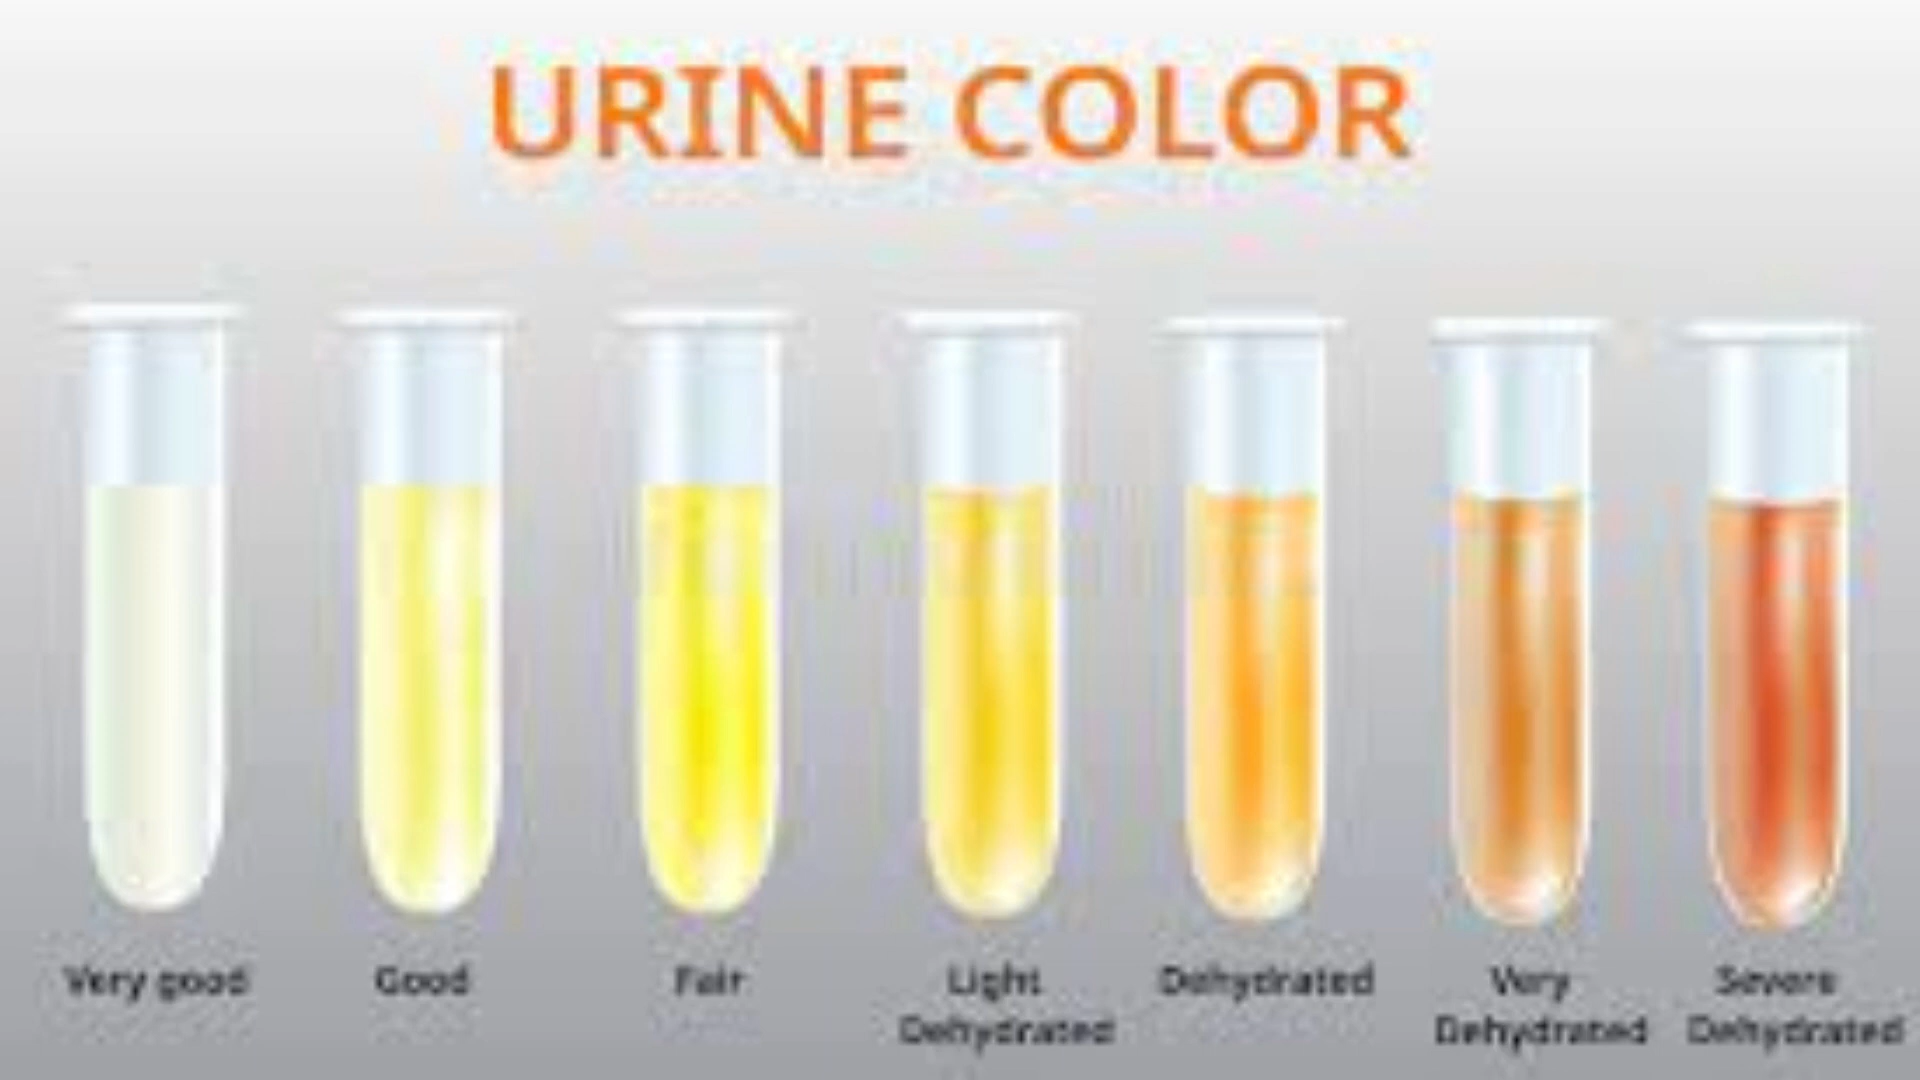 URINE COLOR
Very good
Good
Fair
Light
Dehydrated
Dehydrated
Very
Dehydrated
Severe
Dehydrated